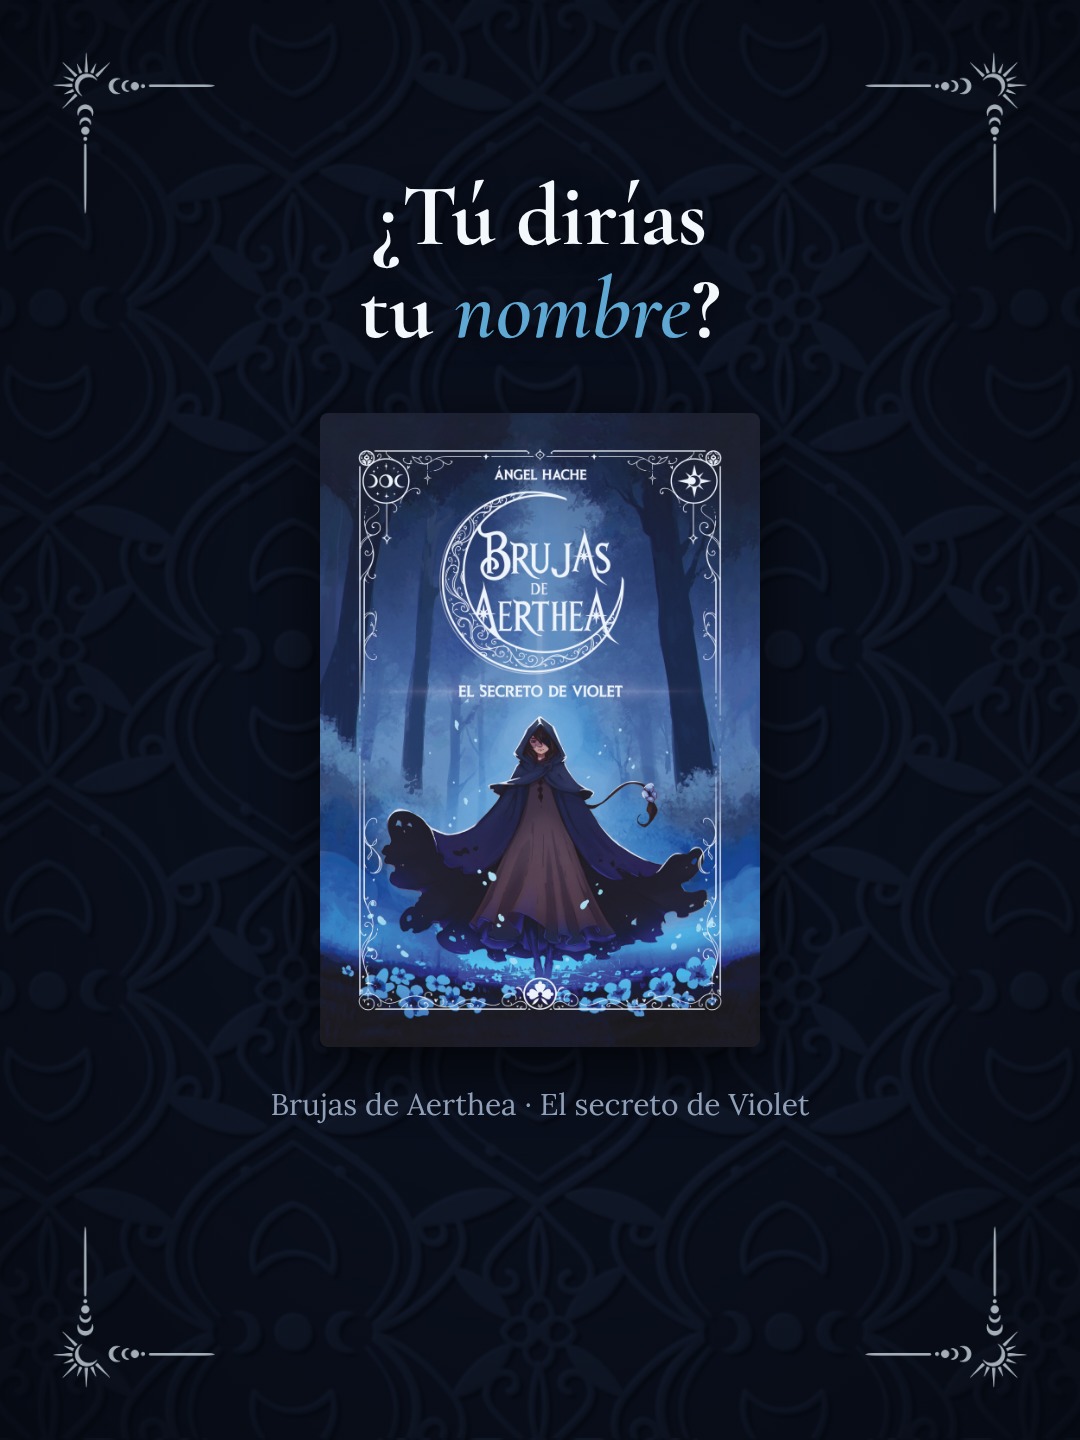 ¿Tú dirías
tu nombre?
ÁNGEL HACHE
BRUJAS
DE
AERTHEA
EL SECRETO DE VIOLET
Brujas de Aerthea · El secreto de Violet